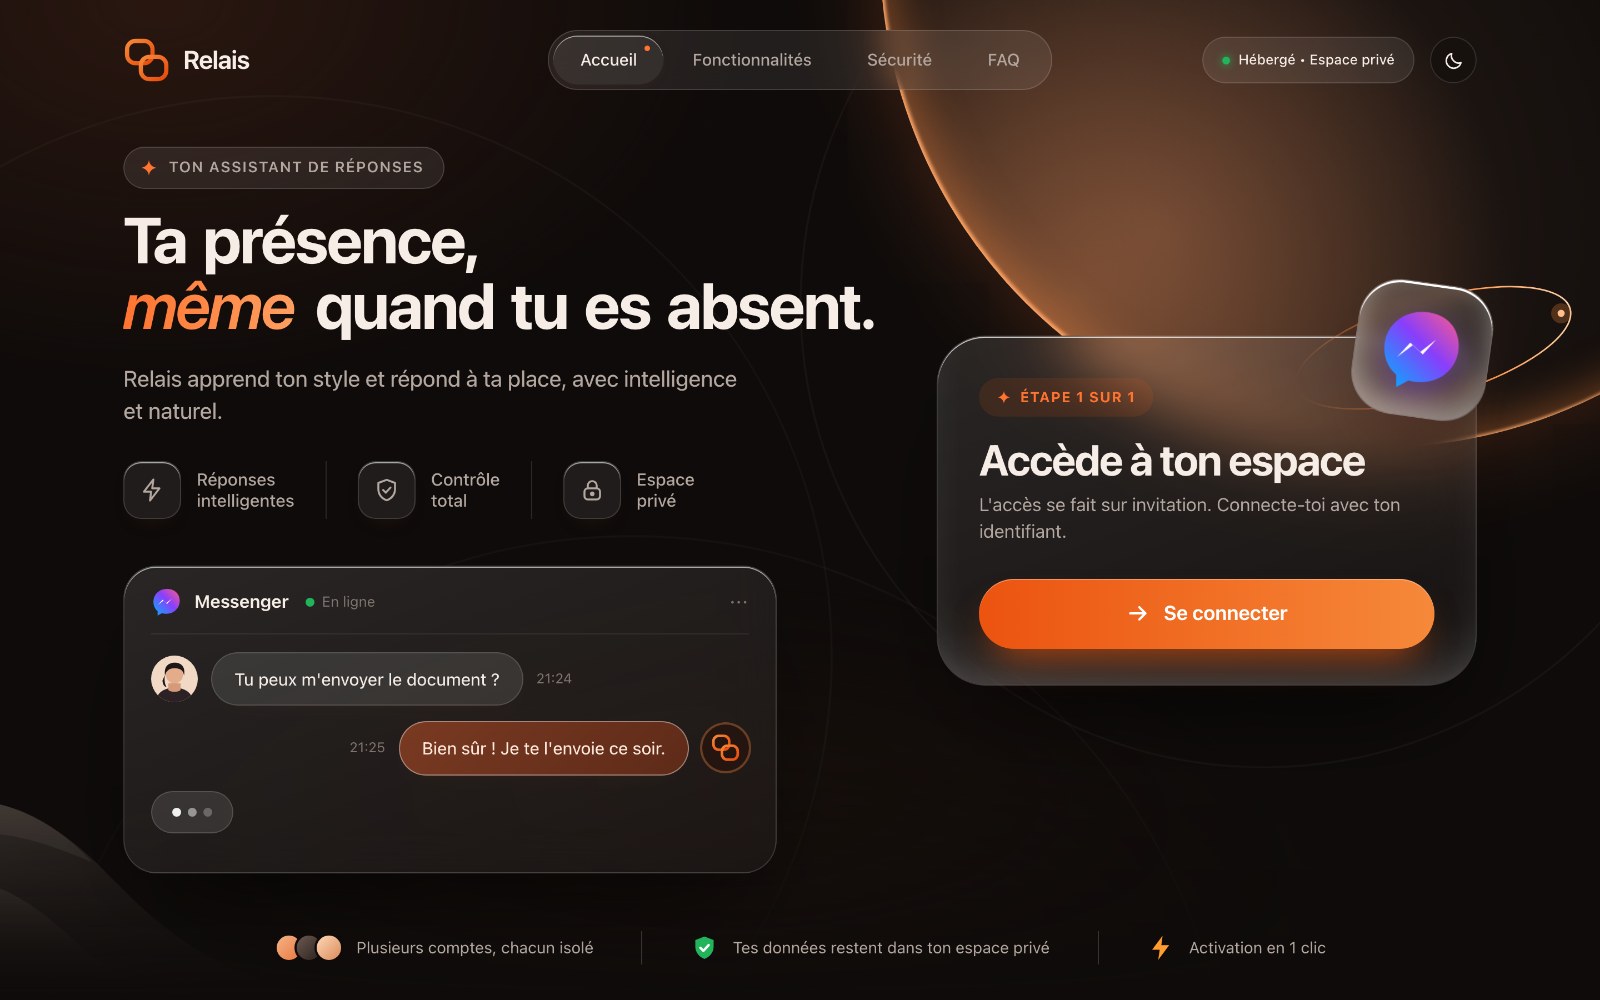 Relais
Accueil
Fonctionnalités
Sécurité
FAQ
Hébergé • Espace privé
TON ASSISTANT DE RÉPONSES
Ta présence,
même quand tu es absent.
Relais apprend ton style et répond à ta place, avec intelligence
et naturel.
Réponses
intelligentes
Contrôle
total
Espace
privé
Messenger
En ligne
Tu peux m'envoyer le document ?
21:24
21:25
Bien sûr ! Je te l'envoie ce soir.
ÉTAPE 1 SUR 1
Accède à ton espace
L'accès se fait sur invitation. Connecte-toi avec ton
identifiant.
Se connecter
Plusieurs comptes, chacun isolé
Tes données restent dans ton espace privé
Activation en 1 clic